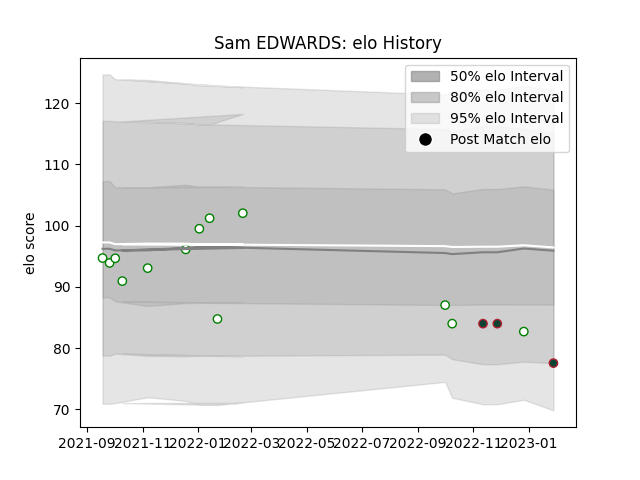 Sam EDWARDS: elo History
50% elo Interval
80% elo Interval
95% elo Interval
Post Match elo
elo score
120
110
100
90
80
70
2021-09 2021-11 2022-01 2022-03 2022-05 2022-07 2022-09 2022-11 2023-01